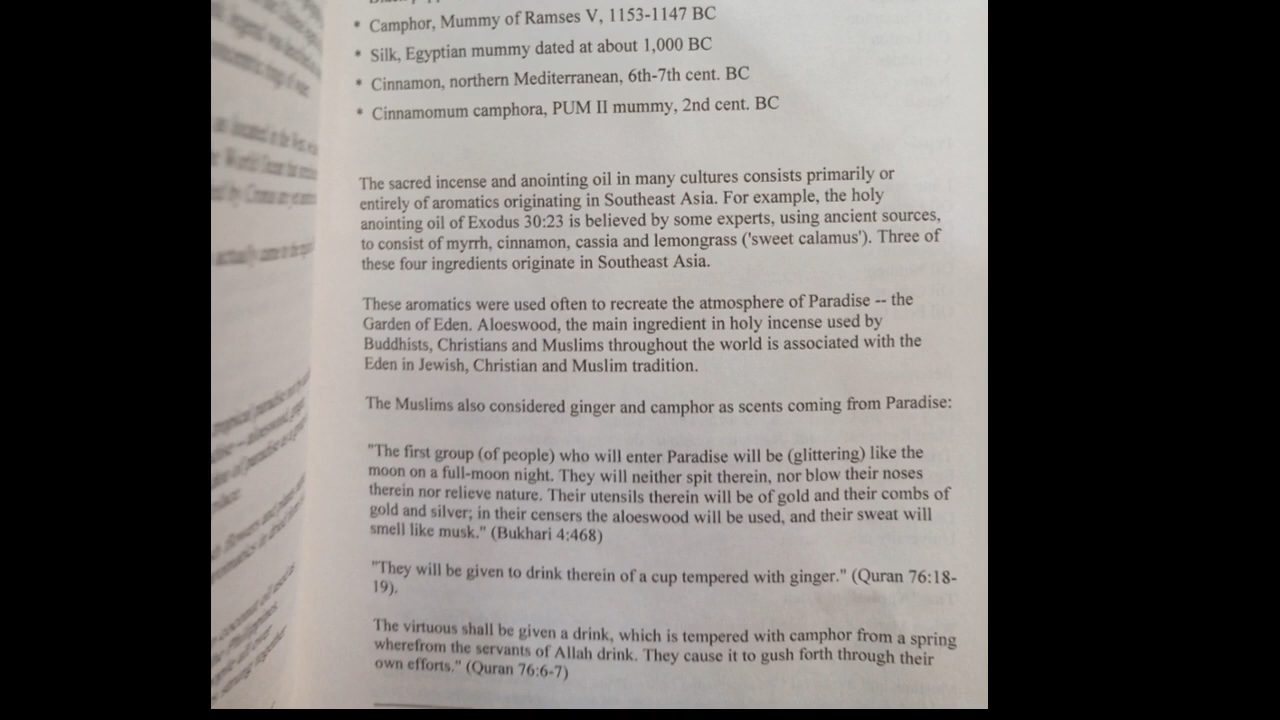 * Camphor, Mummy of Ramses V, 1153-1147 BC
* Silk, Egyptian mummy dated at about 1,000 BC
* Cinnamon, northern Mediterranean, 6th-7th cent. BC
* Cinnamomum camphora, PUM II mummy, 2nd cent. BC
The sacred incense and anointing oil in many cultures consists primarily or
entirely of aromatics originating in Southeast Asia. For example, the holy
anointing oil of Exodus 30:23 is believed by some experts, using ancient sources,
to consist of myrrh, cinnamon, cassia and lemongrass ('sweet calamus'). Three of
these four ingredients originate in Southeast Asia.
These aromatics were used often to recreate the atmosphere of Paradise -- the
Garden of Eden. Aloeswood, the main ingredient in holy incense used by
Buddhists, Christians and Muslims throughout the world is associated with the
Eden in Jewish, Christian and Muslim tradition.
The Muslims also considered ginger and camphor as scents coming from Paradise:
"The first group (of people) who will enter Paradise will be (glittering) like the
moon on a full-moon night. They will neither spit therein, nor blow their noses
therein nor relieve nature. Their utensils therein will be of gold and their combs of
gold and silver; in their censers the aloeswood will be used, and their sweat will
smell like musk." (Bukhari 4:468)
"They will be given to drink therein of a cup tempered with ginger." (Quran 76:18-
19).
The virtuous shall be given a drink, which is tempered with camphor from a spring
wherefrom the servants of Allah drink. They cause it to gush forth through their
own efforts." (Quran 76:6-7)